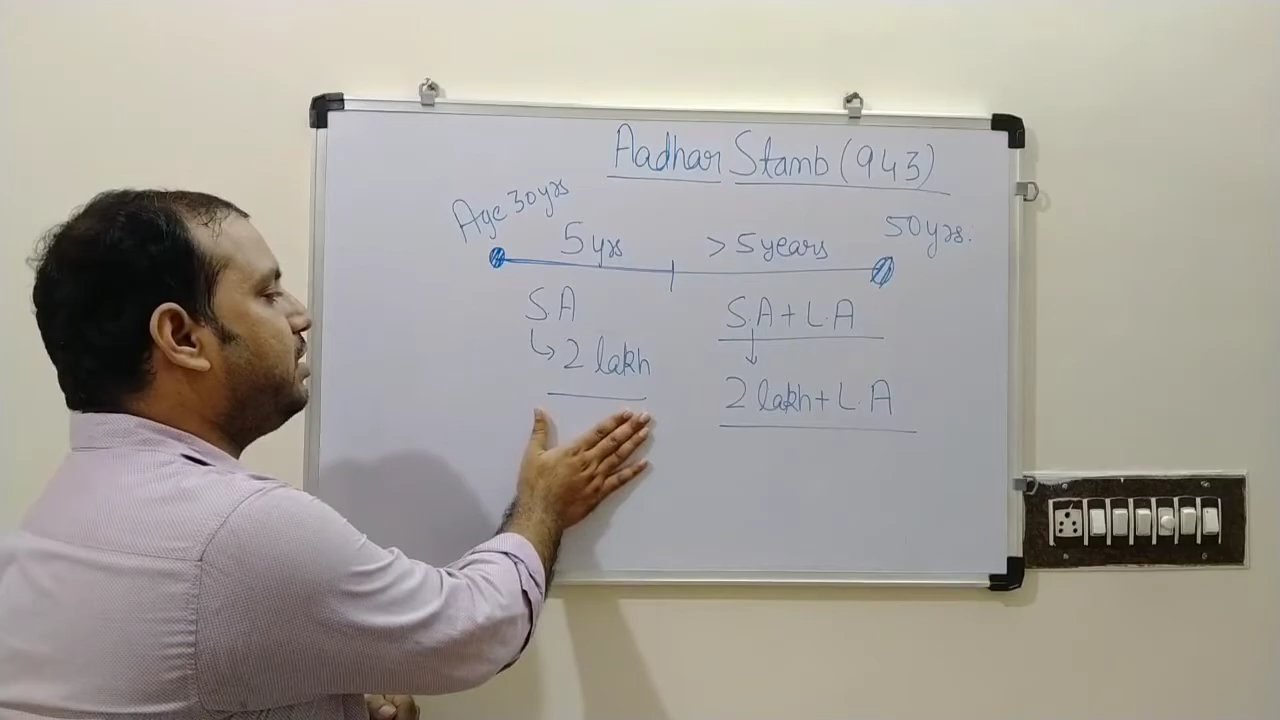 Aadhar Stamb (943)
Age 30yrs
5 yrs
> 5 years
50 yrs.
S.A
S.A + L.A
↳ 2 lakh
↓
2 lakh + L.A